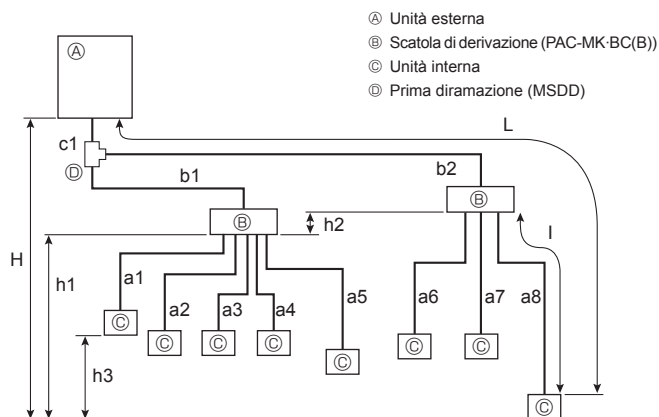 Ⓐ Unità esterna
Ⓑ Scatola di derivazione (PAC-MK·BC(B))
Ⓒ Unità interna
Ⓓ Prima diramazione (MSDD)
Ⓐ
L
c1
Ⓓ
b1
b2
Ⓑ
Ⓑ
h2
l
H
h1
a1
a2
a3
a4
a5
a6
a7
a8
Ⓒ
Ⓒ
Ⓒ
Ⓒ
Ⓒ
Ⓒ
Ⓒ
h3
Ⓒ